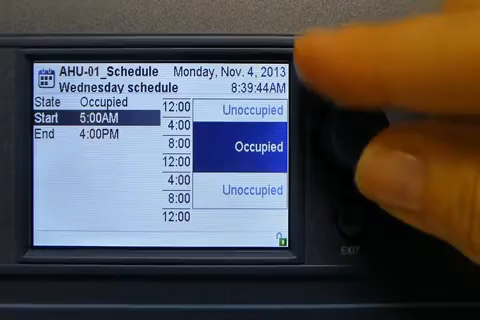 AHU-01_Schedule Monday, Nov. 4, 2013
Wednesday schedule 8:39:44AM
State Occupied
Start 5:00AM
End 4:00PM
12:00
4:00
8:00
12:00
4:00
8:00
12:00
Unoccupied
Occupied
Unoccupied
EXIT